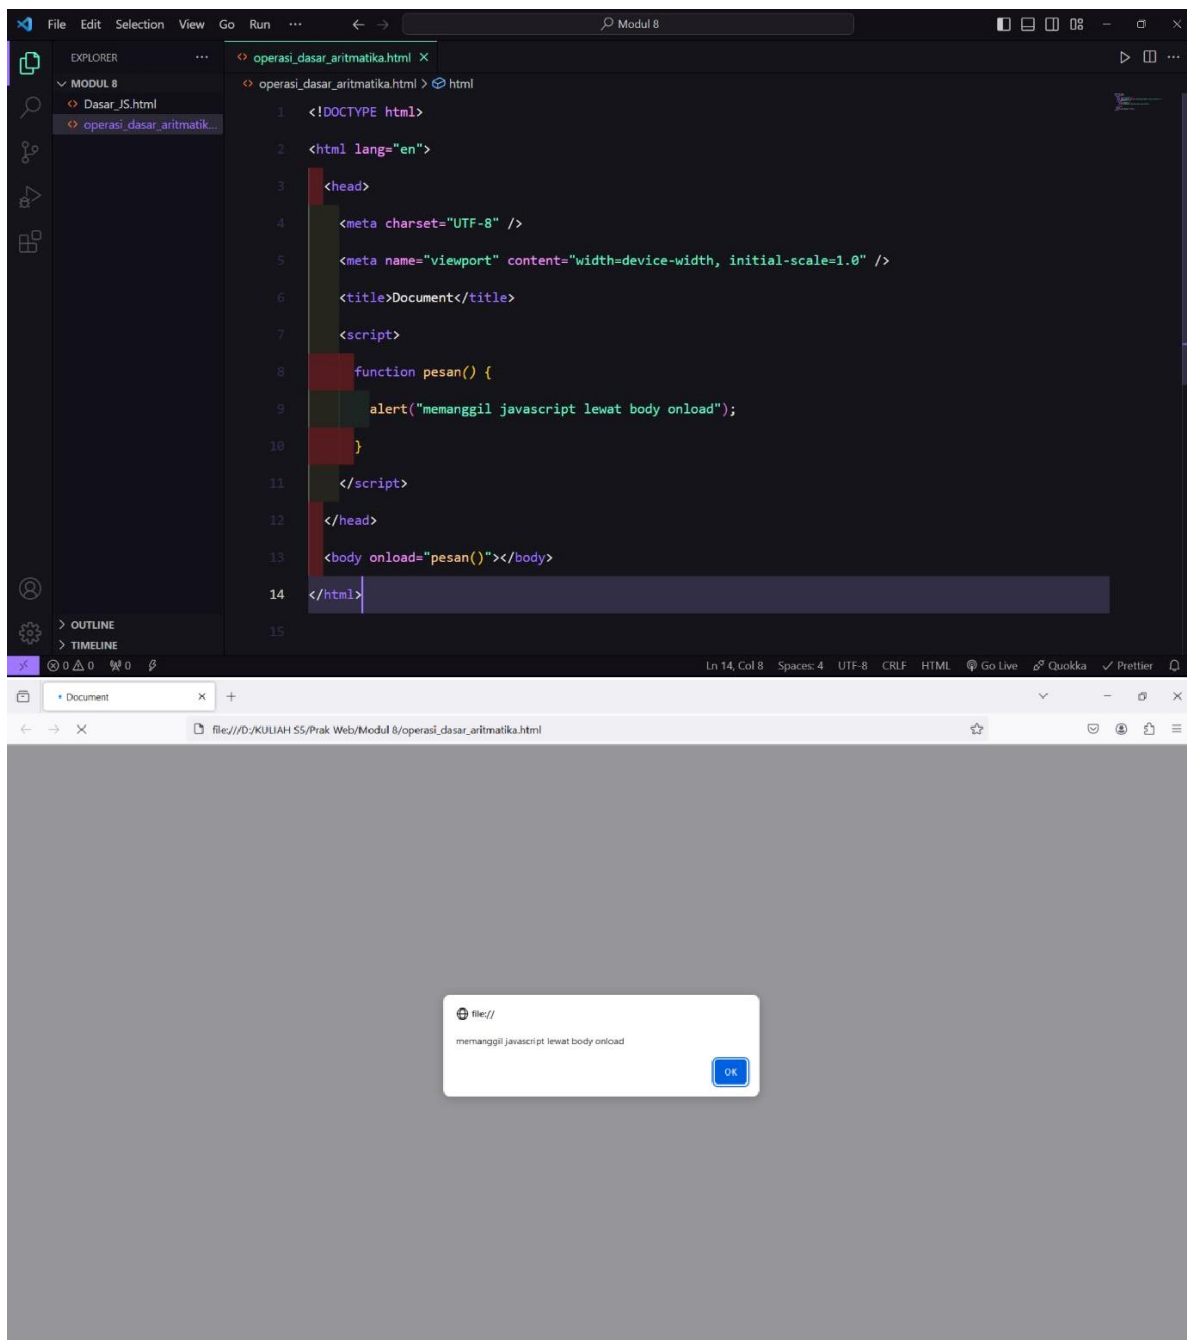 File Edit Selection View Go Run ··· Modul 8
EXPLORER ···
MODUL 8
Dasar_JS.html
operasi_dasar_aritmatik...
OUTLINE
TIMELINE
operasi_dasar_aritmatika.html
operasi_dasar_aritmatika.html > html
1 <!DOCTYPE html>
2 <html lang="en">
3 <head>
4 <meta charset="UTF-8" />
5 <meta name="viewport" content="width=device-width, initial-scale=1.0" />
6 <title>Document</title>
7 <script>
8 function pesan() {
9 alert("memanggil javascript lewat body onload");
10 }
11 </script>
12 </head>
13 <body onload="pesan()"></body>
14 </html>
15
0 0 0 Ln 14, Col 8 Spaces: 4 UTF-8 CRLF HTML Go Live Quokka Prettier
Document
file:///D:/KULIAH S5/Prak Web/Modul 8/operasi_dasar_aritmatika.html
file://
memanggil javascript lewat body onload
OK